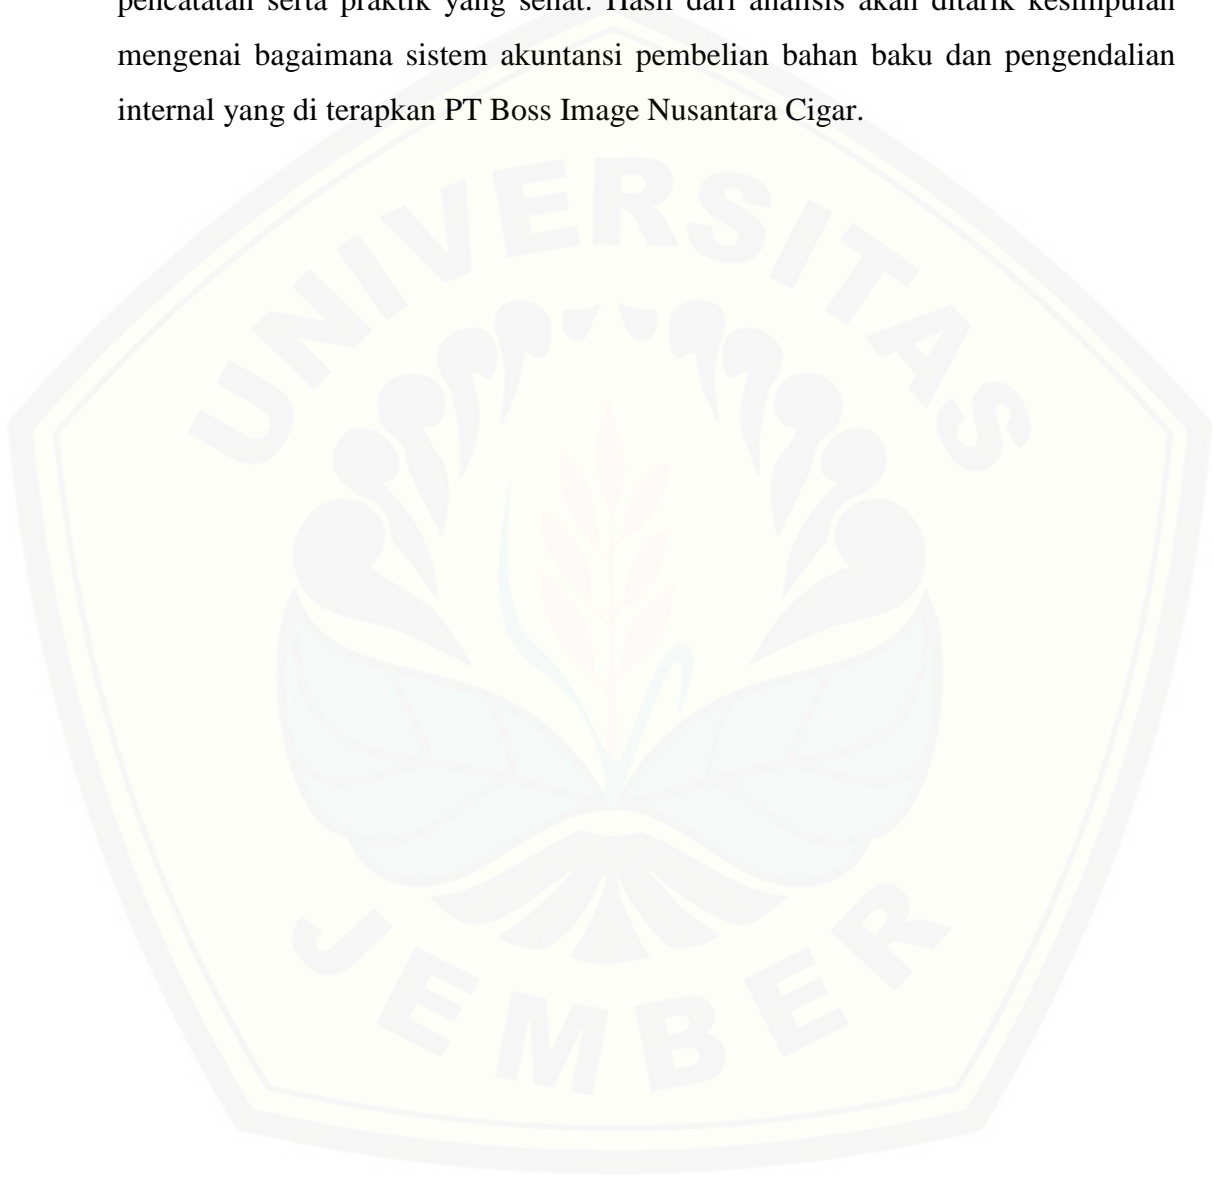 pencatatan serta praktik yang sehat. Hasil dari analisis akan ditarik kesimpulan
mengenai bagaimana sistem akuntansi pembelian bahan baku dan pengendalian
internal yang di terapkan PT Boss Image Nusantara Cigar.
UNIVERSITAS
JEMBER